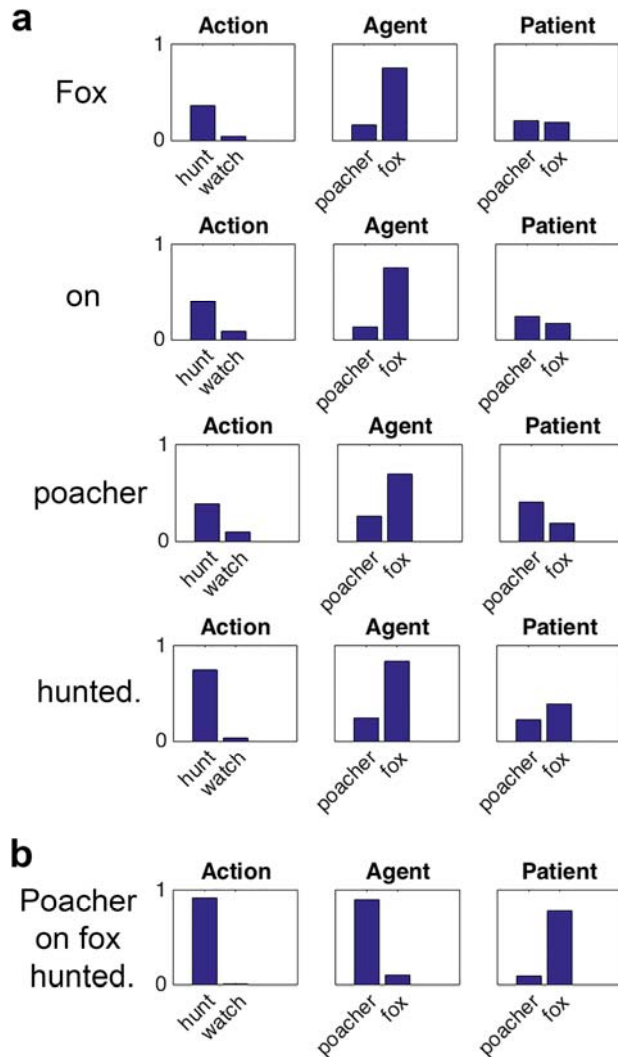 a
Action Agent Patient
Fox
1
0
hunt watch poacher fox poacher fox
Action Agent Patient
on
1
0
hunt watch poacher fox poacher fox
Action Agent Patient
poacher
1
0
hunt watch poacher fox poacher fox
Action Agent Patient
hunted.
1
0
hunt watch poacher fox poacher fox
b
Action Agent Patient
Poacher
on fox
hunted.
1
0
hunt watch poacher fox poacher fox